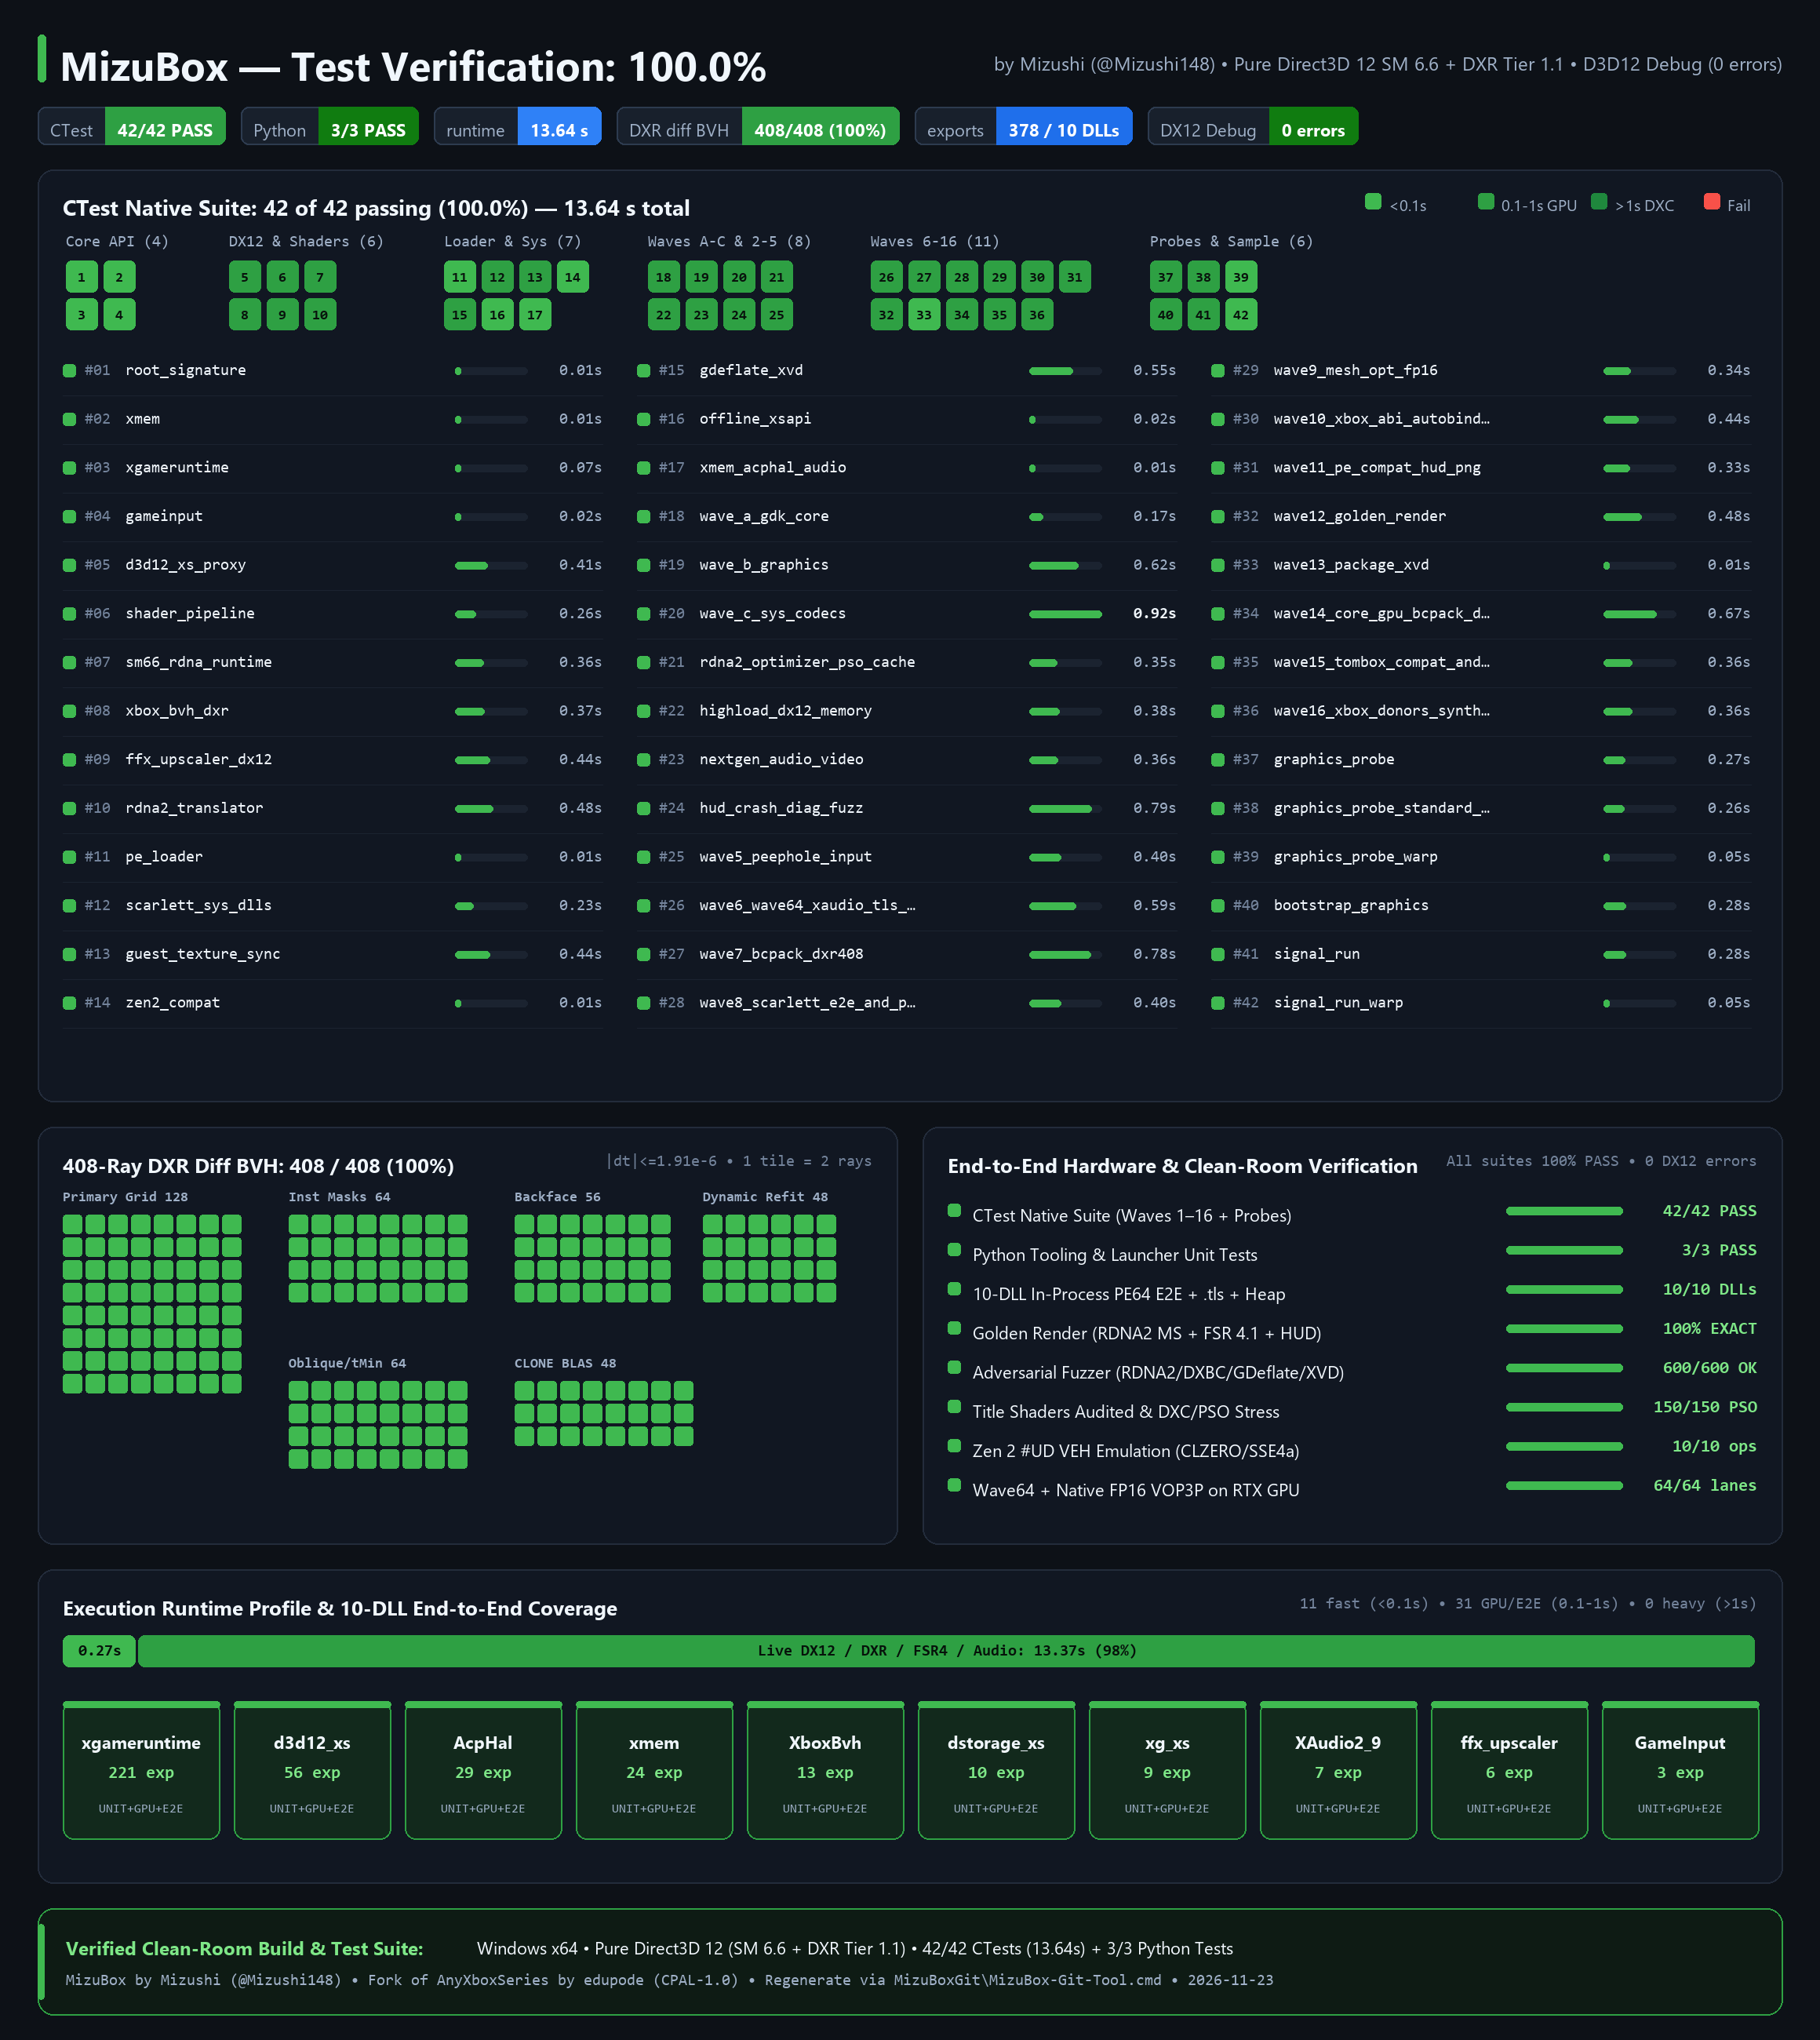 MizuBox — Test Verification: 100.0%
by Mizushi (@Mizushi148) • Pure Direct3D 12 SM 6.6 + DXR Tier 1.1 • D3D12 Debug (0 errors)
CTest 42/42 PASS
Python 3/3 PASS
runtime 13.64 s
DXR diff BVH 408/408 (100%)
exports 378 / 10 DLLs
DX12 Debug 0 errors
CTest Native Suite: 42 of 42 passing (100.0%) — 13.64 s total
<0.1s 0.1-1s GPU >1s DXC Fail
Core API (4)
1 2
3 4
DX12 & Shaders (6)
5 6 7
8 9 10
Loader & Sys (7)
11 12 13 14
15 16 17
Waves A-C & 2-5 (8)
18 19 20 21
22 23 24 25
Waves 6-16 (11)
26 27 28 29 30 31
32 33 34 35 36
Probes & Sample (6)
37 38 39
40 41 42
#01 root_signature 0.01s
#02 xmem 0.01s
#03 xgameruntime 0.07s
#04 gameinput 0.02s
#05 d3d12_xs_proxy 0.41s
#06 shader_pipeline 0.26s
#07 sm66_rdna_runtime 0.36s
#08 xbox_bvh_dxr 0.37s
#09 ffx_upscaler_dx12 0.44s
#10 rdna2_translator 0.48s
#11 pe_loader 0.01s
#12 scarlett_sys_dlls 0.23s
#13 guest_texture_sync 0.44s
#14 zen2_compat 0.01s
#15 gdeflate_xvd 0.55s
#16 offline_xsapi 0.02s
#17 xmem_acphal_audio 0.01s
#18 wave_a_gdk_core 0.17s
#19 wave_b_graphics 0.62s
#20 wave_c_sys_codecs 0.92s
#21 rdna2_optimizer_pso_cache 0.35s
#22 highload_dx12_memory 0.38s
#23 nextgen_audio_video 0.36s
#24 hud_crash_diag_fuzz 0.79s
#25 wave5_peephole_input 0.40s
#26 wave6_wave64_xaudio_tls_… 0.59s
#27 wave7_bcpack_dxr408 0.78s
#28 wave8_scarlett_e2e_and_p… 0.40s
#29 wave9_mesh_opt_fp16 0.34s
#30 wave10_xbox_abi_autobind… 0.44s
#31 wave11_pe_compat_hud_png 0.33s
#32 wave12_golden_render 0.48s
#33 wave13_package_xvd 0.01s
#34 wave14_core_gpu_bcpack_d… 0.67s
#35 wave15_tombox_compat_and… 0.36s
#36 wave16_xbox_donors_synth… 0.36s
#37 graphics_probe 0.27s
#38 graphics_probe_standard_… 0.26s
#39 graphics_probe_warp 0.05s
#40 bootstrap_graphics 0.28s
#41 signal_run 0.28s
#42 signal_run_warp 0.05s
408-Ray DXR Diff BVH: 408 / 408 (100%)
|dt|<=1.91e-6 • 1 tile = 2 rays
Primary Grid 128
Inst Masks 64
Backface 56
Dynamic Refit 48
Oblique/tMin 64
CLONE BLAS 48
End-to-End Hardware & Clean-Room Verification
All suites 100% PASS • 0 DX12 errors
CTest Native Suite (Waves 1–16 + Probes) 42/42 PASS
Python Tooling & Launcher Unit Tests 3/3 PASS
10-DLL In-Process PE64 E2E + .tls + Heap 10/10 DLLs
Golden Render (RDNA2 MS + FSR 4.1 + HUD) 100% EXACT
Adversarial Fuzzer (RDNA2/DXBC/GDeflate/XVD) 600/600 OK
Title Shaders Audited & DXC/PSO Stress 150/150 PSO
Zen 2 #UD VEH Emulation (CLZERO/SSE4a) 10/10 ops
Wave64 + Native FP16 VOP3P on RTX GPU 64/64 lanes
Execution Runtime Profile & 10-DLL End-to-End Coverage
11 fast (<0.1s) • 31 GPU/E2E (0.1-1s) • 0 heavy (>1s)
0.27s
Live DX12 / DXR / FSR4 / Audio: 13.37s (98%)
xgameruntime
221 exp
UNIT+GPU+E2E
d3d12_xs
56 exp
UNIT+GPU+E2E
AcpHal
29 exp
UNIT+GPU+E2E
xmem
24 exp
UNIT+GPU+E2E
XboxBvh
13 exp
UNIT+GPU+E2E
dstorage_xs
10 exp
UNIT+GPU+E2E
xg_xs
9 exp
UNIT+GPU+E2E
XAudio2_9
7 exp
UNIT+GPU+E2E
ffx_upscaler
6 exp
UNIT+GPU+E2E
GameInput
3 exp
UNIT+GPU+E2E
Verified Clean-Room Build & Test Suite: Windows x64 • Pure Direct3D 12 (SM 6.6 + DXR Tier 1.1) • 42/42 CTests (13.64s) + 3/3 Python Tests
MizuBox by Mizushi (@Mizushi148) • Fork of AnyXboxSeries by edupode (CPAL-1.0) • Regenerate via MizuBoxGit\MizuBox-Git-Tool.cmd • 2026-11-23